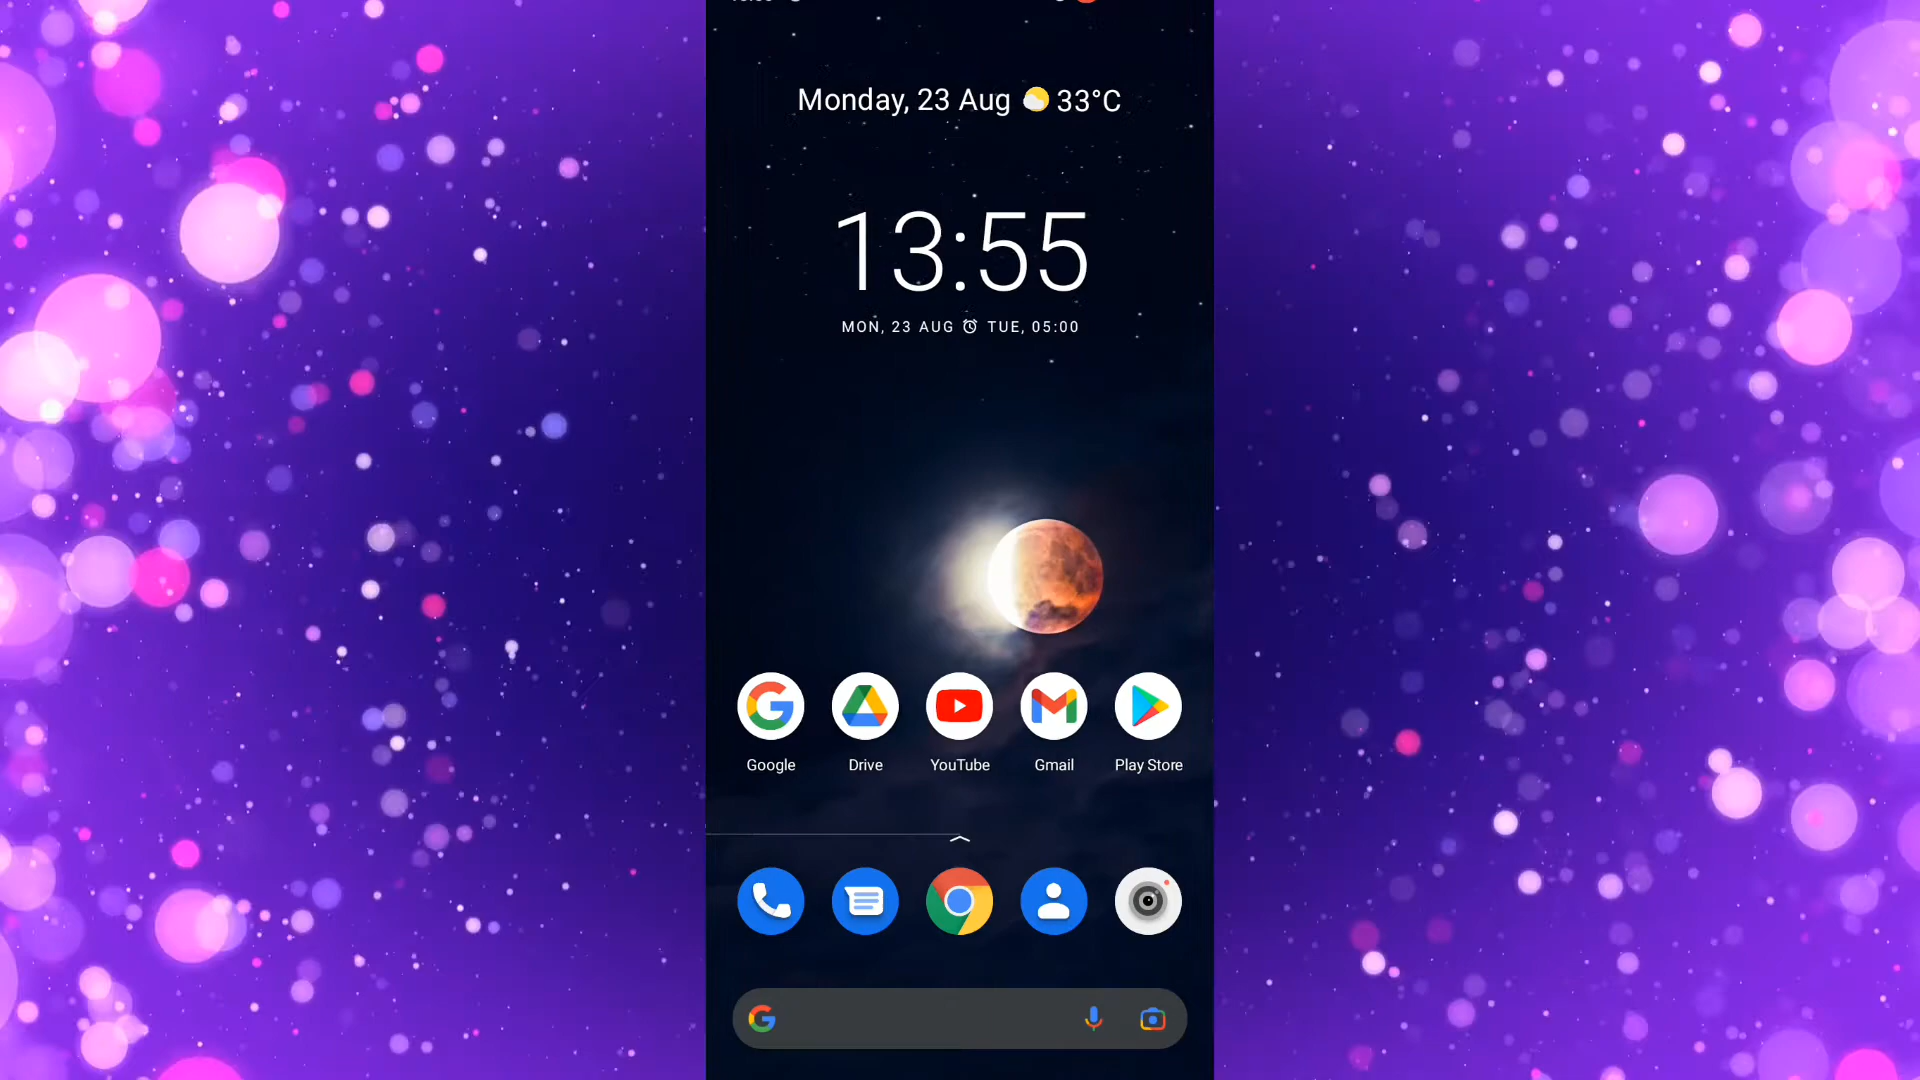 Monday, 23 Aug 33°C
13:55
MON, 23 AUG TUE, 05:00
Google Drive YouTube Gmail Play Store